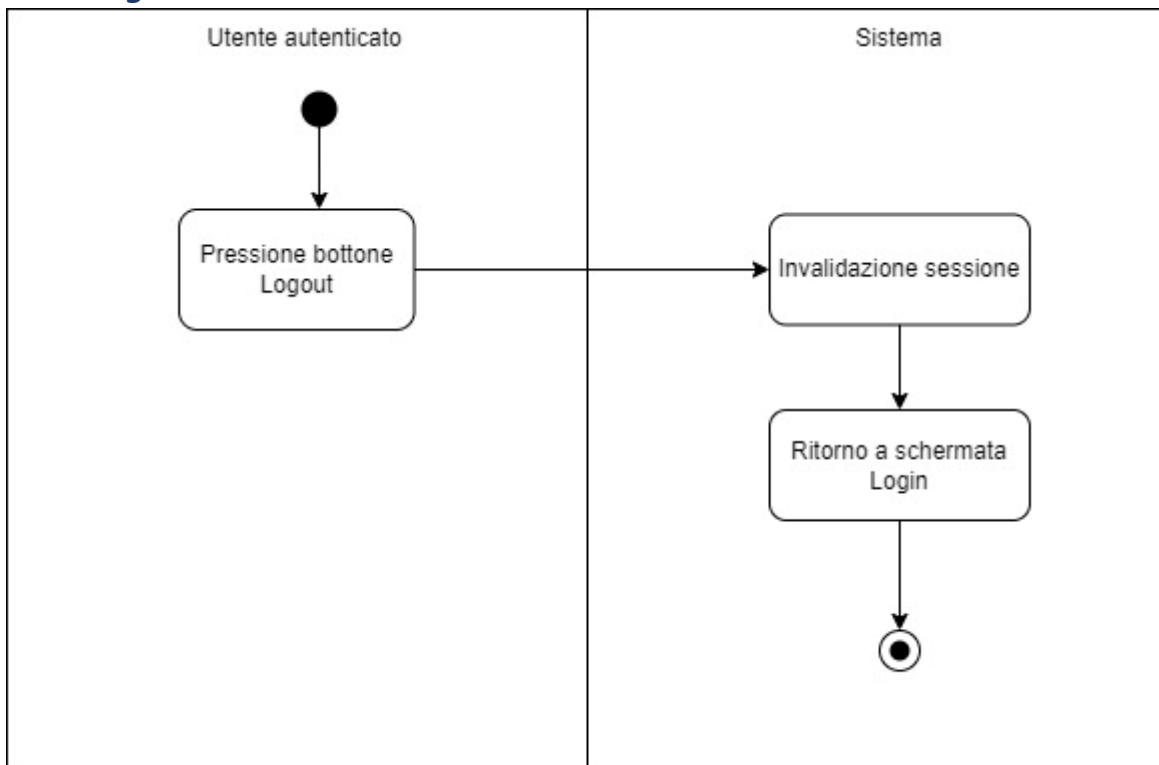 Utente autenticato
Sistema
Pressione bottone
Logout
Invalidazione sessione
Ritorno a schermata
Login